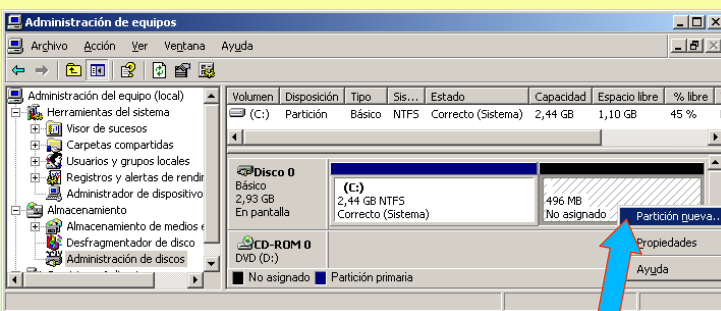 Administración de equipos
Archivo Acción Ver Ventana Ayuda
Administración del equipo (local)
Herramientas del sistema
Visor de sucesos
Carpetas compartidas
Usuarios y grupos locales
Registros y alertas de rendir
Administrador de dispositivo
Almacenamiento
Almacenamiento de medios e
Desfragmentador de disco
Administración de discos
Volumen Disposición Tipo Sis... Estado Capacidad Espacio libre % libre
(C:) Partición Básico NTFS Correcto (Sistema) 2,44 GB 1,10 GB 45 %
Disco 0
Básico
2,93 GB
En pantalla
(C:)
2,44 GB NTFS
Correcto (Sistema)
496 MB
No asignado
Partición nueva...
Propiedades
Ayuda
CD-ROM 0
DVD (D:)
No asignado Partición primaria